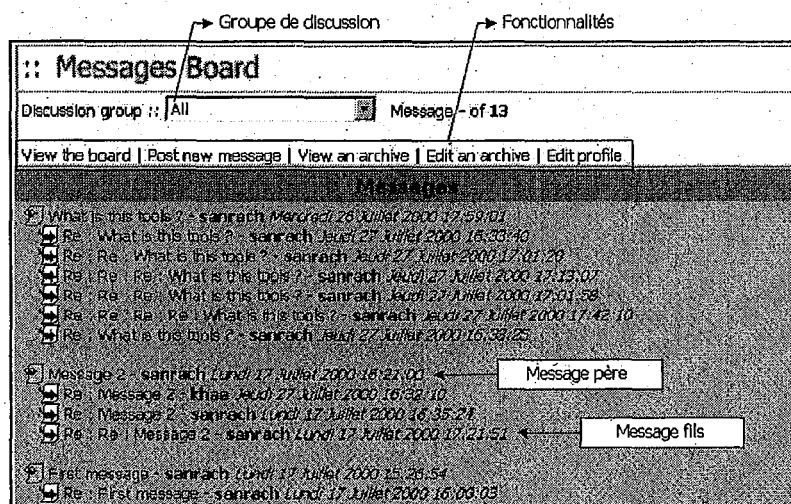 Groupe de discussion Fonctionnalités
:: Messages Board
Discussion group :: All Message - of 13
View the board | Post new message | View an archive | Edit an archive | Edit profile
Messages
What is this tools ? - sanrach Mercredi 26 Juillet 2000 17:59:01
Re : What is this tools ? - sanrach Jeudi 27 Juillet 2000 16:33:40
Re : Re : What is this tools ? - sanrach Jeudi 27 Juillet 2000 17:01:20
Re : Re : Re : What is this tools ? - sanrach Jeudi 27 Juillet 2000 17:13:07
Re : Re : What is this tools ? - sanrach Jeudi 27 Juillet 2000 17:01:58
Re : Re : Re : Re : What is this tools ? - sanrach Jeudi 27 Juillet 2000 17:42:10
Re : What is this tools ? - sanrach Jeudi 27 Juillet 2000 16:38:25
Message 2 - sanrach Lundi 17 Juillet 2000 16:21:00 Message père
Re : Message 2 - khaa Jeudi 27 Juillet 2000 16:32:10
Re : Message 2 - sanrach Lundi 17 Juillet 2000 16:35:24
Re : Re : Message 2 - sanrach Lundi 17 Juillet 2000 17:21:51 Message fils
First message - sanrach Lundi 17 Juillet 2000 15:26:54
Re : First message - sanrach Lundi 17 Juillet 2000 16:00:03